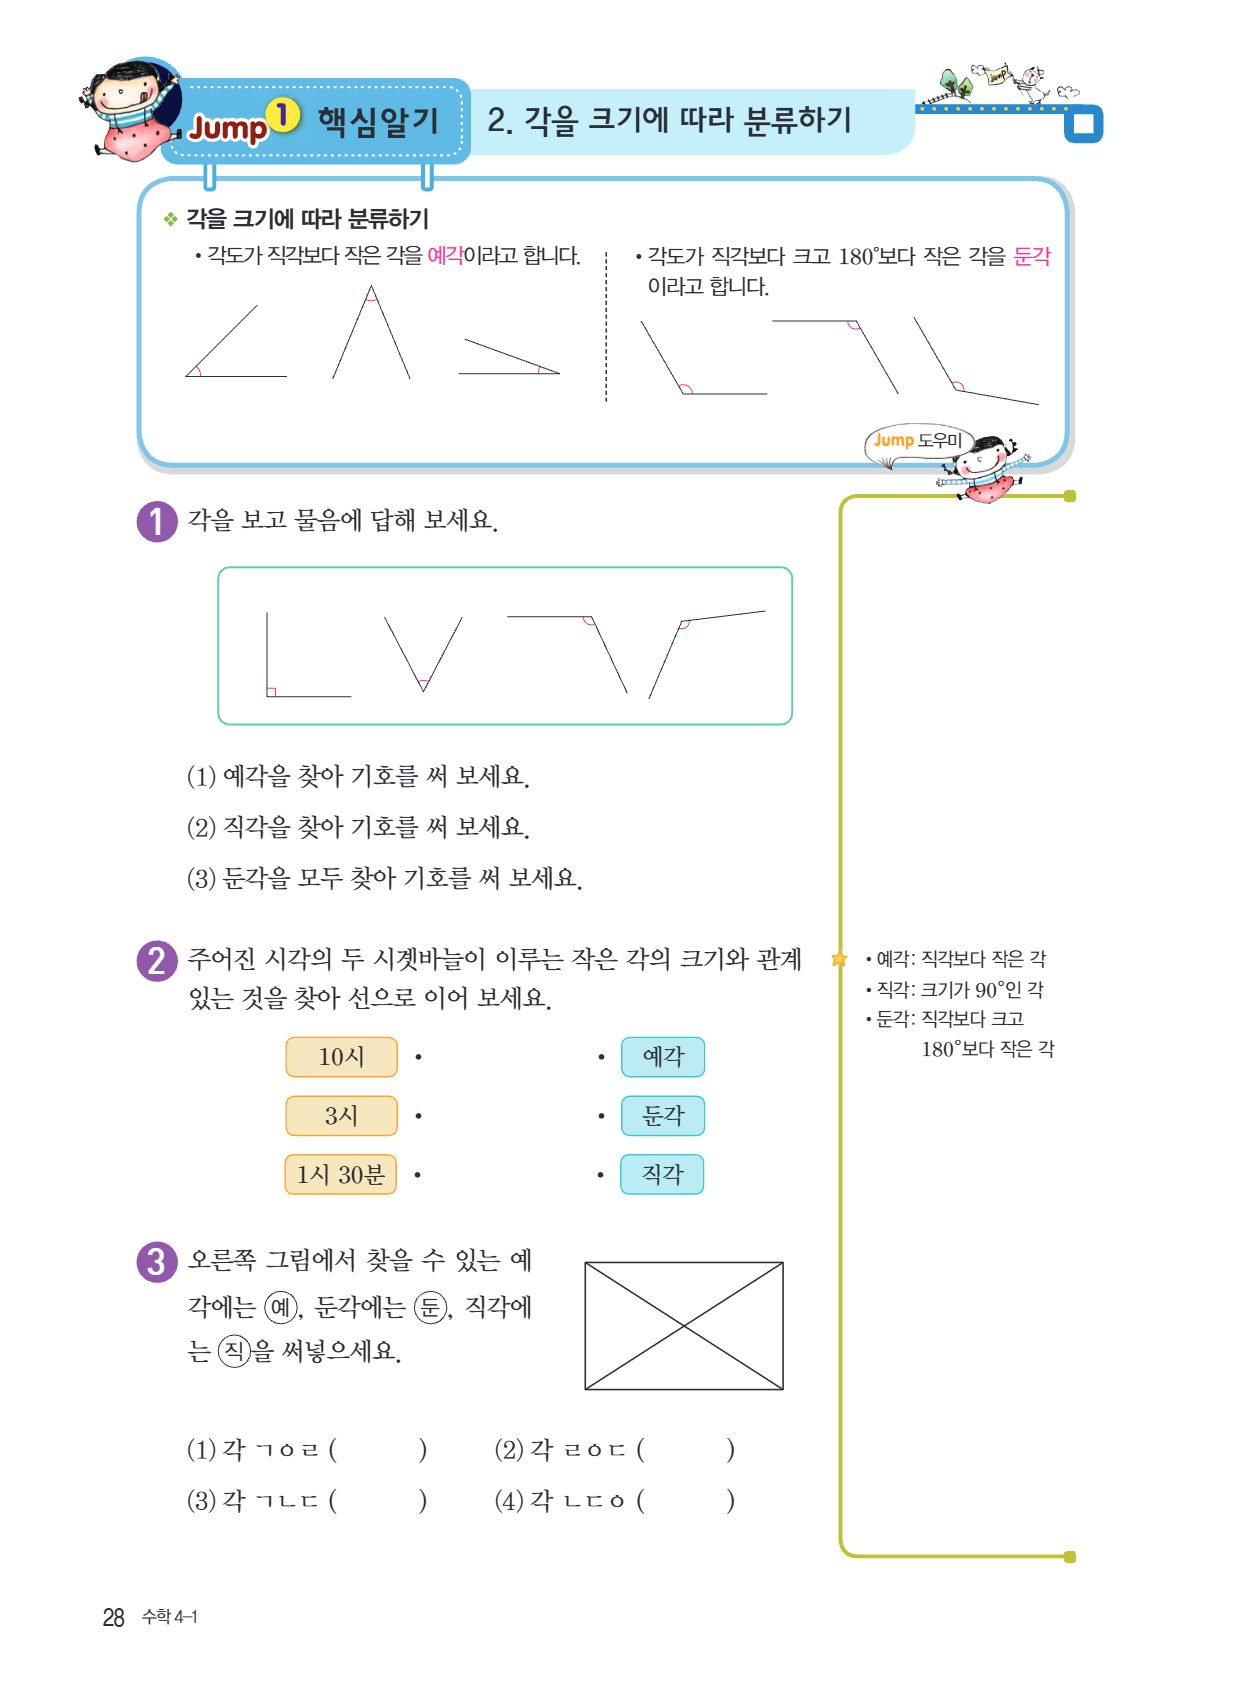 Jump 1 핵심알기 2. 각을 크기에 따라 분류하기
Jump
❖ 각을 크기에 따라 분류하기
• 각도가 직각보다 작은 각을 예각이라고 합니다.
• 각도가 직각보다 크고 180°보다 작은 각을 둔각
이라고 합니다.
Jump 도우미
1 각을 보고 물음에 답해 보세요.
(1) 예각을 찾아 기호를 써 보세요.
(2) 직각을 찾아 기호를 써 보세요.
(3) 둔각을 모두 찾아 기호를 써 보세요.
2 주어진 시각의 두 시곗바늘이 이루는 작은 각의 크기와 관계
있는 것을 찾아 선으로 이어 보세요.
• 예각: 직각보다 작은 각
• 직각: 크기가 90°인 각
• 둔각: 직각보다 크고
180°보다 작은 각
10시 • • 예각
3시 • • 둔각
1시 30분 • • 직각
3 오른쪽 그림에서 찾을 수 있는 예
각에는 예, 둔각에는 둔, 직각에
는 직을 써넣으세요.
(1) 각 ㄱㅇㄹ ( ) (2) 각 ㄹㅇㄷ ( )
(3) 각 ㄱㄴㄷ ( ) (4) 각 ㄴㄷㅇ ( )
28 수학 4-1